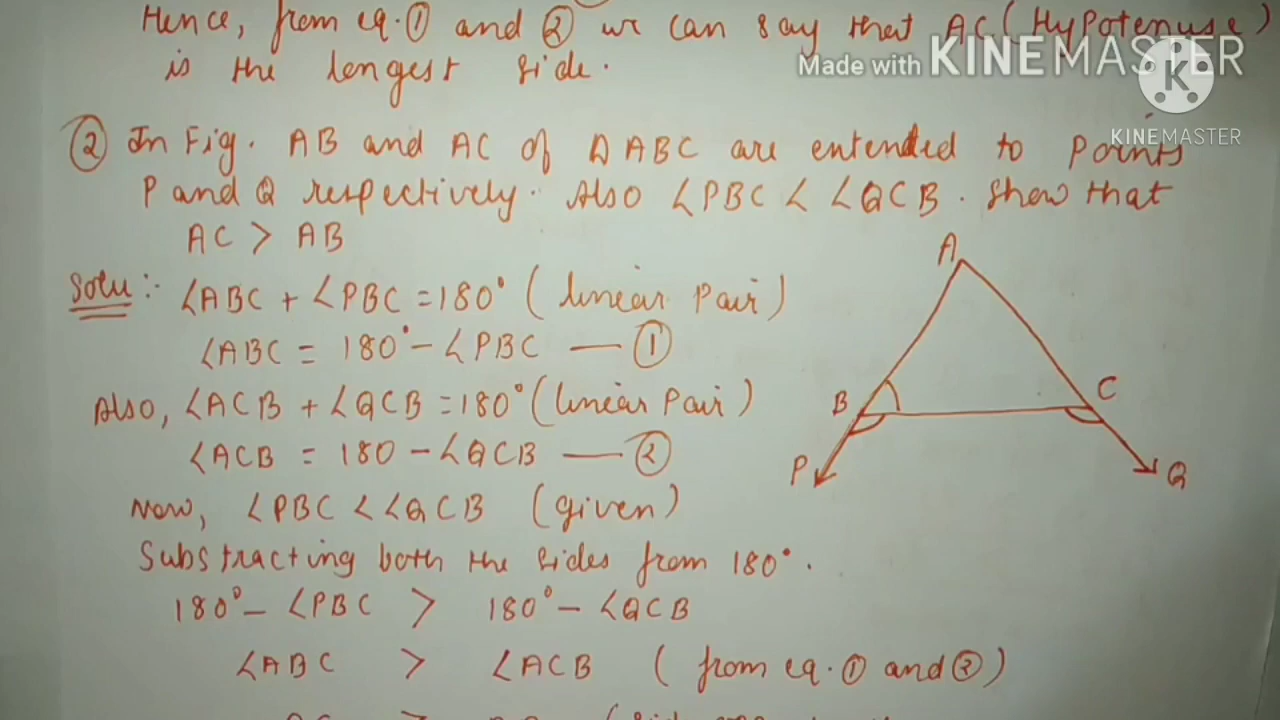 Hence, from eq. ① and ② we can say that AC (Hypotenuse)
is the longest side.
Made with KINEMASTER
K
KINEMASTER
② In Fig. AB and AC of Δ ABC are entended to points
P and Q respectively. Also ∠PBC < ∠QCB. Show that
AC > AB
Solu:- ∠ABC + ∠PBC = 180° (linear Pair)
∠ABC = 180° - ∠PBC — ①
Also, ∠ACB + ∠QCB = 180° (linear Pair)
∠ACB = 180 - ∠QCB — ②
Now, ∠PBC < ∠QCB (given)
Substracting both the sides from 180°.
180° - ∠PBC > 180° - ∠QCB
∠ABC > ∠ACB (from eq. ① and ②)
A
B
C
P
Q